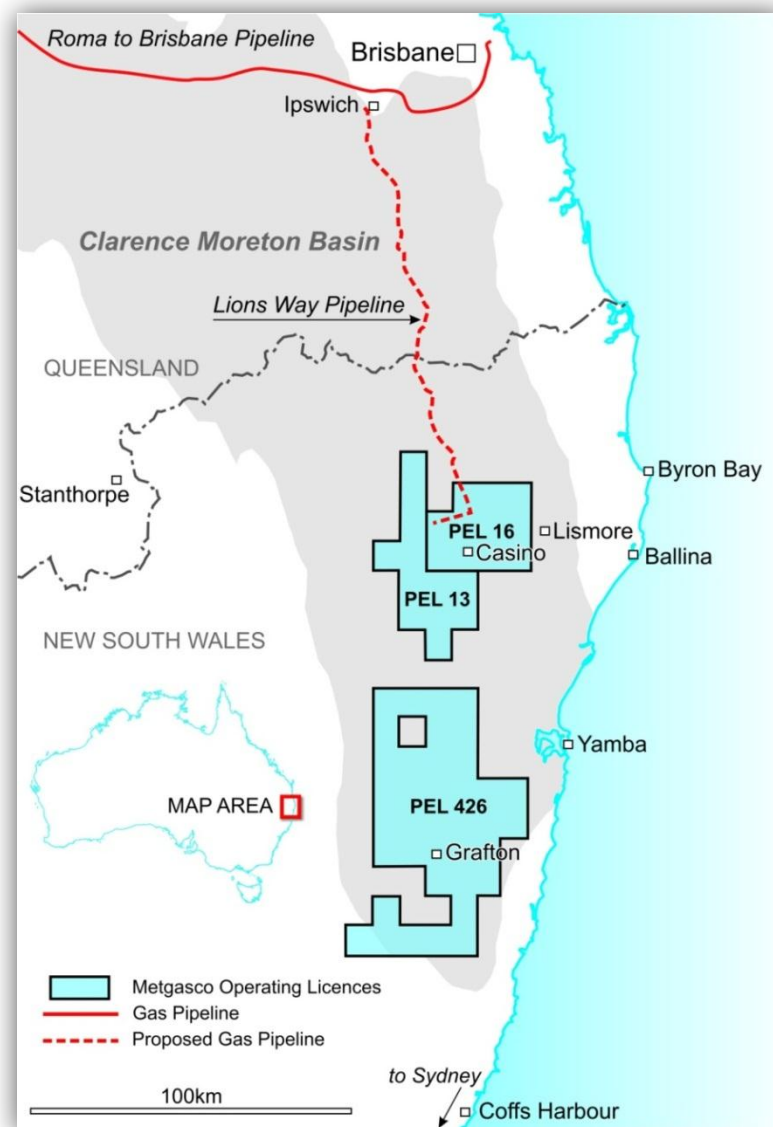 Roma to Brisbane Pipeline
Brisbane
Ipswich
Clarence Moreton Basin
Lions Way Pipeline
QUEENSLAND
Stanthorpe
Byron Bay
PEL 16
Lismore
Casino
Ballina
PEL 13
NEW SOUTH WALES
Yamba
MAP AREA
PEL 426
Grafton
Metgasco Operating Licences
Gas Pipeline
Proposed Gas Pipeline
to Sydney
100km
Coffs Harbour